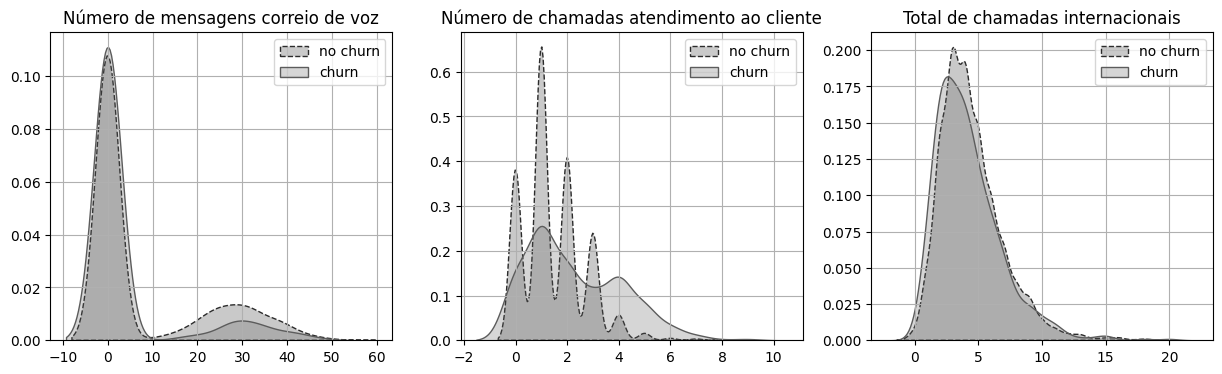 Número de mensagens correio de voz
no churn
churn
0.10
0.08
0.06
0.04
0.02
0.00
-10 0 10 20 30 40 50 60
Número de chamadas atendimento ao cliente
no churn
churn
0.6
0.5
0.4
0.3
0.2
0.1
0.0
−2 0 2 4 6 8 10
Total de chamadas internacionais
no churn
churn
0.200
0.175
0.150
0.125
0.100
0.075
0.050
0.025
0.000
0 5 10 15 20